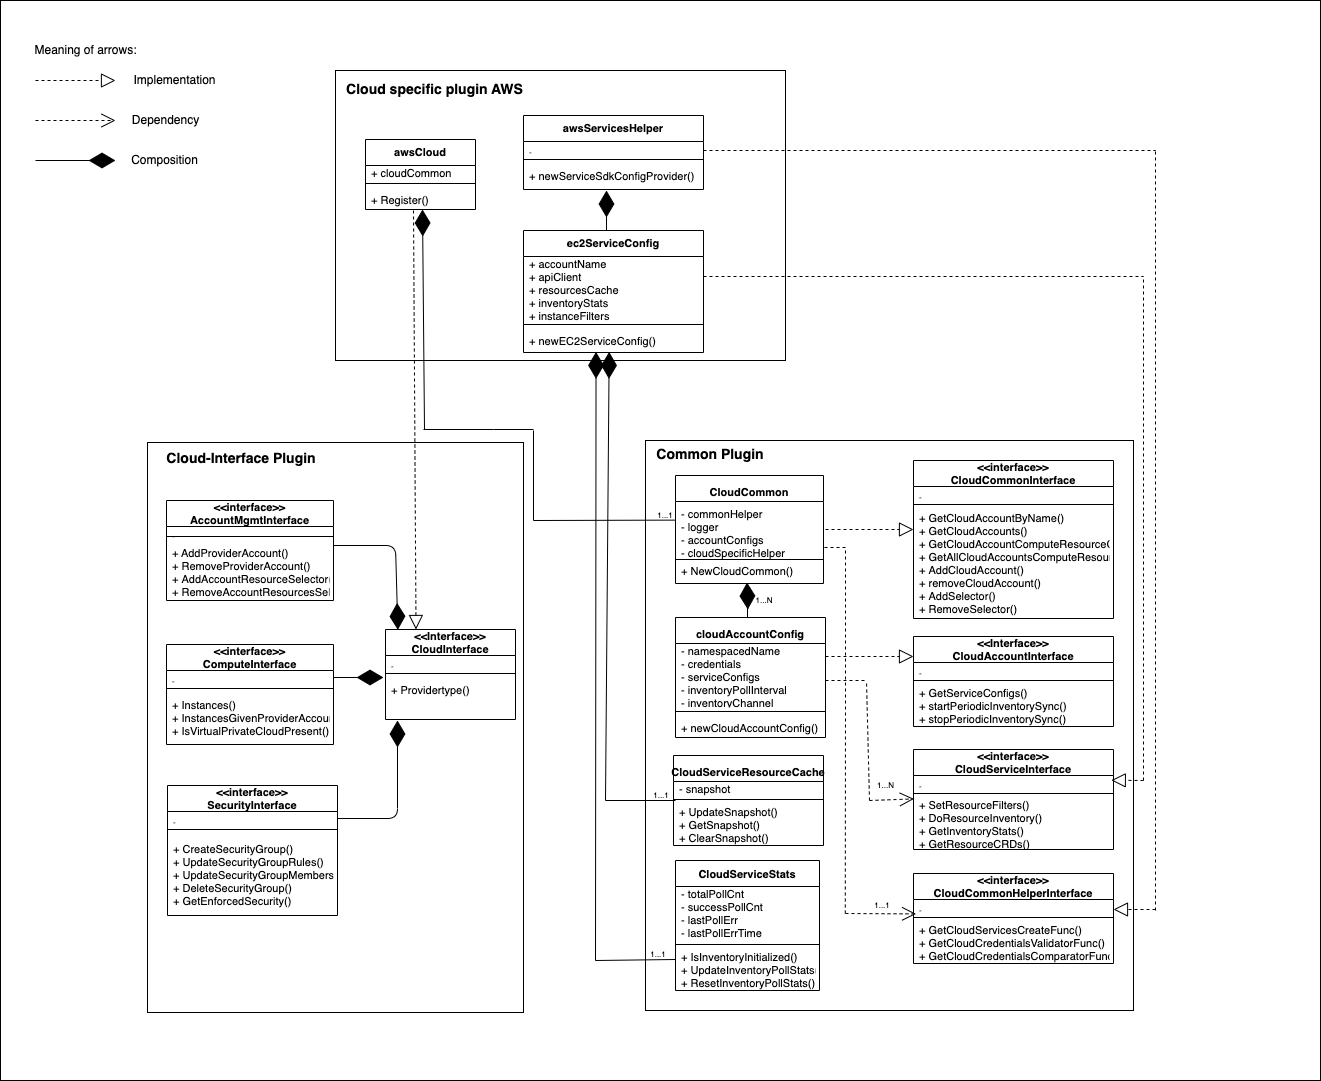 Meaning of arrows:
Implementation
Dependency
Composition
Cloud specific plugin AWS
awsCloud
+ cloudCommon
+ Register()
awsServicesHelper
-
+ newServiceSdkConfigProvider()
ec2ServiceConfig
+ accountName
+ apiClient
+ resourcesCache
+ inventoryStats
+ instanceFilters
+ newEC2ServiceConfig()
Cloud-Interface Plugin
<<interface>>
AccountMgmtInterface
-
+ AddProviderAccount()
+ RemoveProviderAccount()
+ AddAccountResourceSelector
+ RemoveAccountResourcesSel
<<interface>>
ComputeInterface
-
+ Instances()
+ InstancesGivenProviderAccou
+ IsVirtualPrivateCloudPresent()
<<interface>>
SecurityInterface
-
+ CreateSecurityGroup()
+ UpdateSecurityGroupRules()
+ UpdateSecurityGroupMembers
+ DeleteSecurityGroup()
+ GetEnforcedSecurity()
<<Interface>>
CloudInterface
-
+ Providertype()
Common Plugin
CloudCommon
- commonHelper
- logger
- accountConfigs
- cloudSpecificHelper
+ NewCloudCommon()
1...1
1...N
cloudAccountConfig
- namespacedName
- credentials
- serviceConfigs
- inventoryPollInterval
- inventoryChannel
+ newCloudAccountConfig()
CloudServiceResourceCache
- snapshot
+ UpdateSnapshot()
+ GetSnapshot()
+ ClearSnapshot()
1...1
CloudServiceStats
- totalPollCnt
- successPollCnt
- lastPollErr
- lastPollErrTime
+ IsInventoryInitialized()
+ UpdateInventoryPollStats
+ ResetInventoryPollStats()
1...1
<<interface>>
CloudCommonInterface
-
+ GetCloudAccountByName()
+ GetCloudAccounts()
+ GetCloudAccountComputeResource(
+ GetAllCloudAccountsComputeResou
+ AddCloudAccount()
- removeCloudAccount()
+ AddSelector()
+ RemoveSelector()
<<interface>>
CloudAccountInterface
-
+ GetServiceConfigs()
+ startPeriodicInventorySync()
+ stopPeriodicInventorySync()
<<interface>>
CloudServiceInterface
-
+ SetResourceFilters()
+ DoResourceInventory()
+ GetInventoryStats()
+ GetResourceCRDs()
1...N
<<interface>>
CloudCommonHelperInterface
-
+ GetCloudServicesCreateFunc()
+ GetCloudCredentialsValidatorFunc()
+ GetCloudCredentialsComparatorFunc
1...1